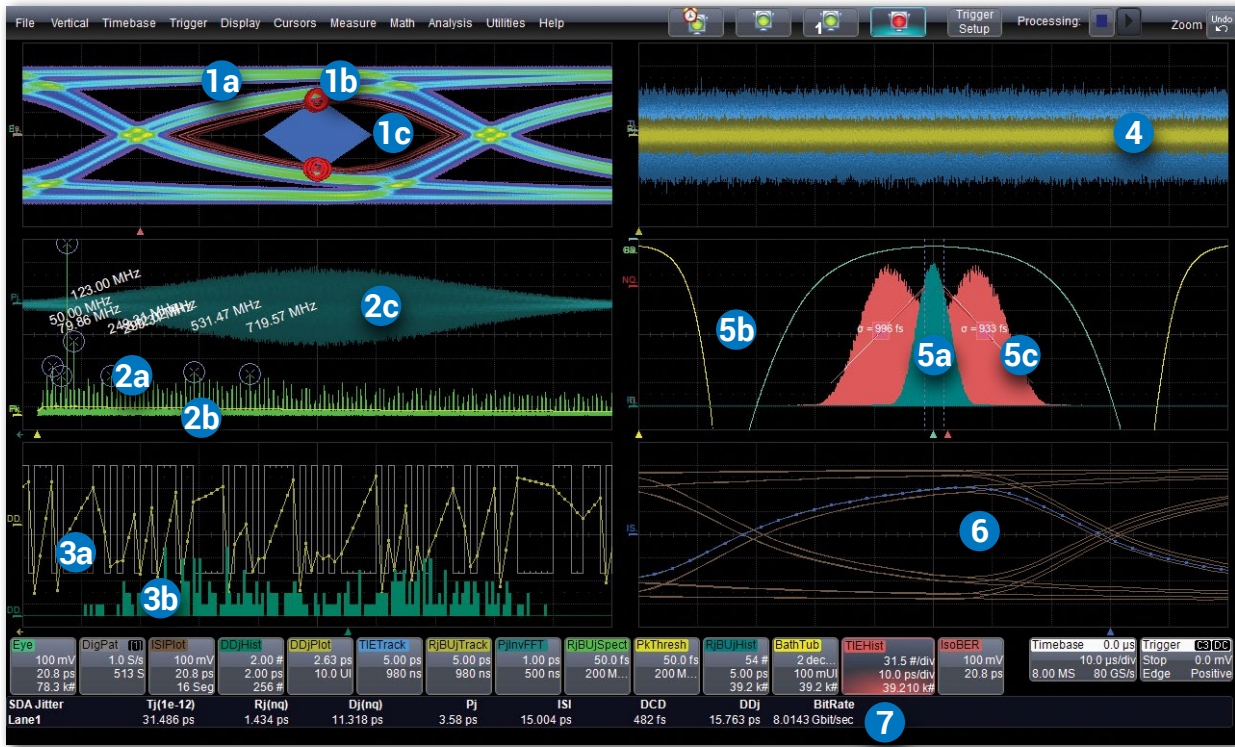 File Vertical Timebase Trigger Display Cursors Measure Math Analysis Utilities Help
1
Trigger Setup
Processing:
Zoom
Undo
1a
1b
1c
4
123.00 MHz
50.00 MHz
79.86 MHz
531.47 MHz
719.57 MHz
2c
2a
2b
σ = 996 fs
σ = 933 fs
5b
5a
5c
3a
3b
6
Eye
100 mV
20.8 ps
78.3 k#
DigPat [1]
1.0 S/s
513 S
ISIPlot
100 mV
20.8 ps
16 Seg
DDjHist
2.00 #
2.00 ps
256 #
DDjPlot
2.63 ps
10.0 UI
TIETrack
5.00 ps
980 ns
RjBUjTrack
5.00 ps
980 ns
PjInvFFT
1.00 ps
500 ns
RjBUjSpect
50.0 fs
200 M...
PkThresh
50.0 fs
200 M...
RjBUjHist
54 #
5.00 ps
39.2 k#
BathTub
2 dec...
100 mUI
39.2 k#
TIEHist
31.5 #/div
10.0 ps/div
39.210 k#
IsoBER
100 mV
20.8 ps
Timebase 0.0 µs
10.0 µs/div
8.00 MS 80 GS/s
Trigger C3 DC
Stop 0.0 mV
Edge Positive
SDA Jitter Tj(1e-12) Rj(nq) Dj(nq) Pj ISI DCD DDj BitRate
Lane1 31.486 ps 1.434 ps 11.318 ps 3.58 ps 15.004 ps 482 fs 15.763 ps 8.0143 Gbit/sec
7